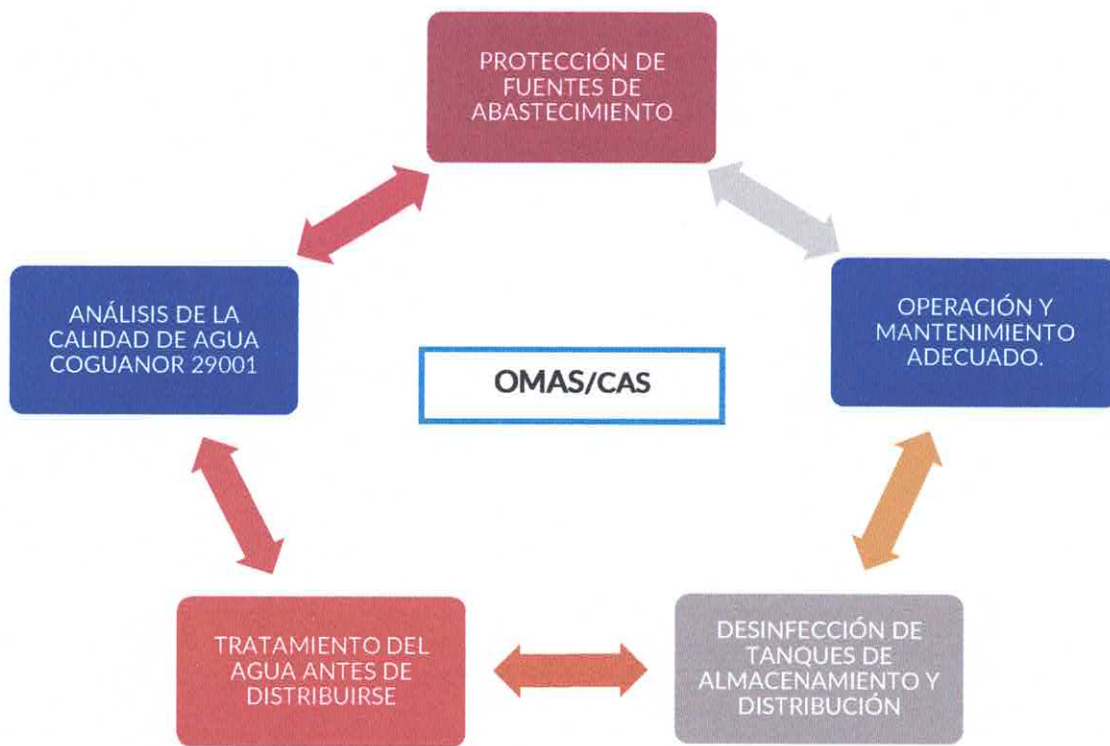 PROTECCIÓN DE
FUENTES DE
ABASTECIMIENTO
ANÁLISIS DE LA
CALIDAD DE AGUA
COGUANOR 29001
OPERACIÓN Y
MANTENIMIENTO
ADECUADO.
OMAS/CAS
TRATAMIENTO DEL
AGUA ANTES DE
DISTRIBUIRSE
DESINFECCIÓN DE
TANQUES DE
ALMACENAMIENTO Y
DISTRIBUCIÓN